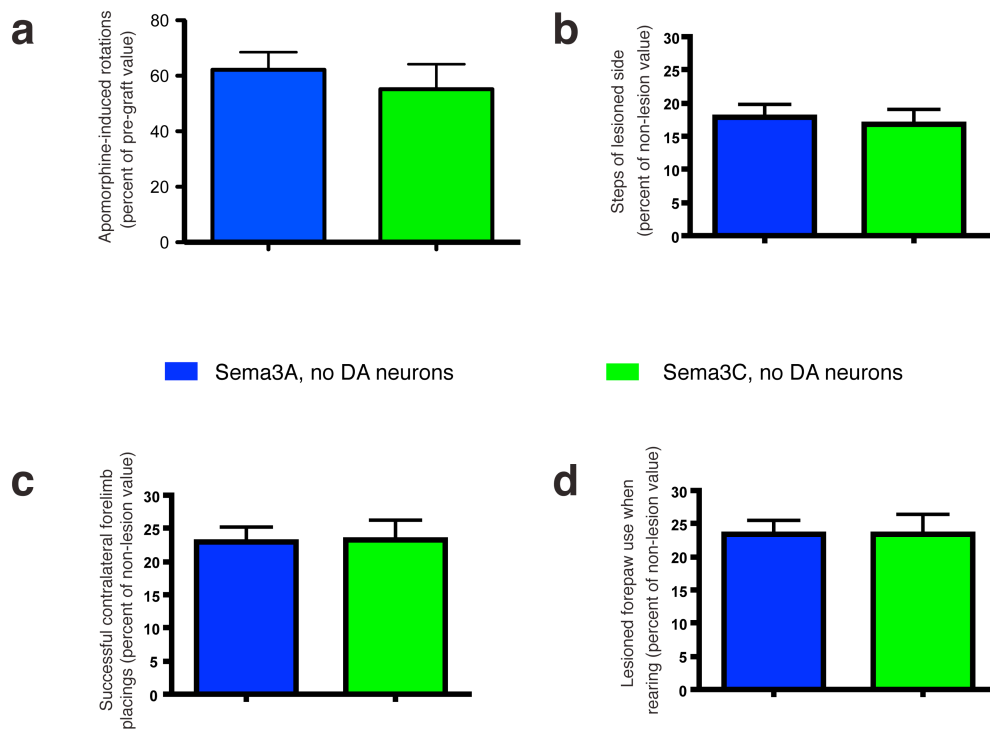 a
Apomorphine-induced rotations
(percent of pre-graft value)
80
60
40
20
0
b
Steps of lesioned side
(percent of non-lesion value)
30
25
20
15
10
5
0
Sema3A, no DA neurons
Sema3C, no DA neurons
c
Successful contralateral forelimb
placings (percent of non-lesion value)
30
25
20
15
10
5
0
d
Lesioned forepaw use when
rearing (percent of non-lesion value)
30
25
20
15
10
5
0